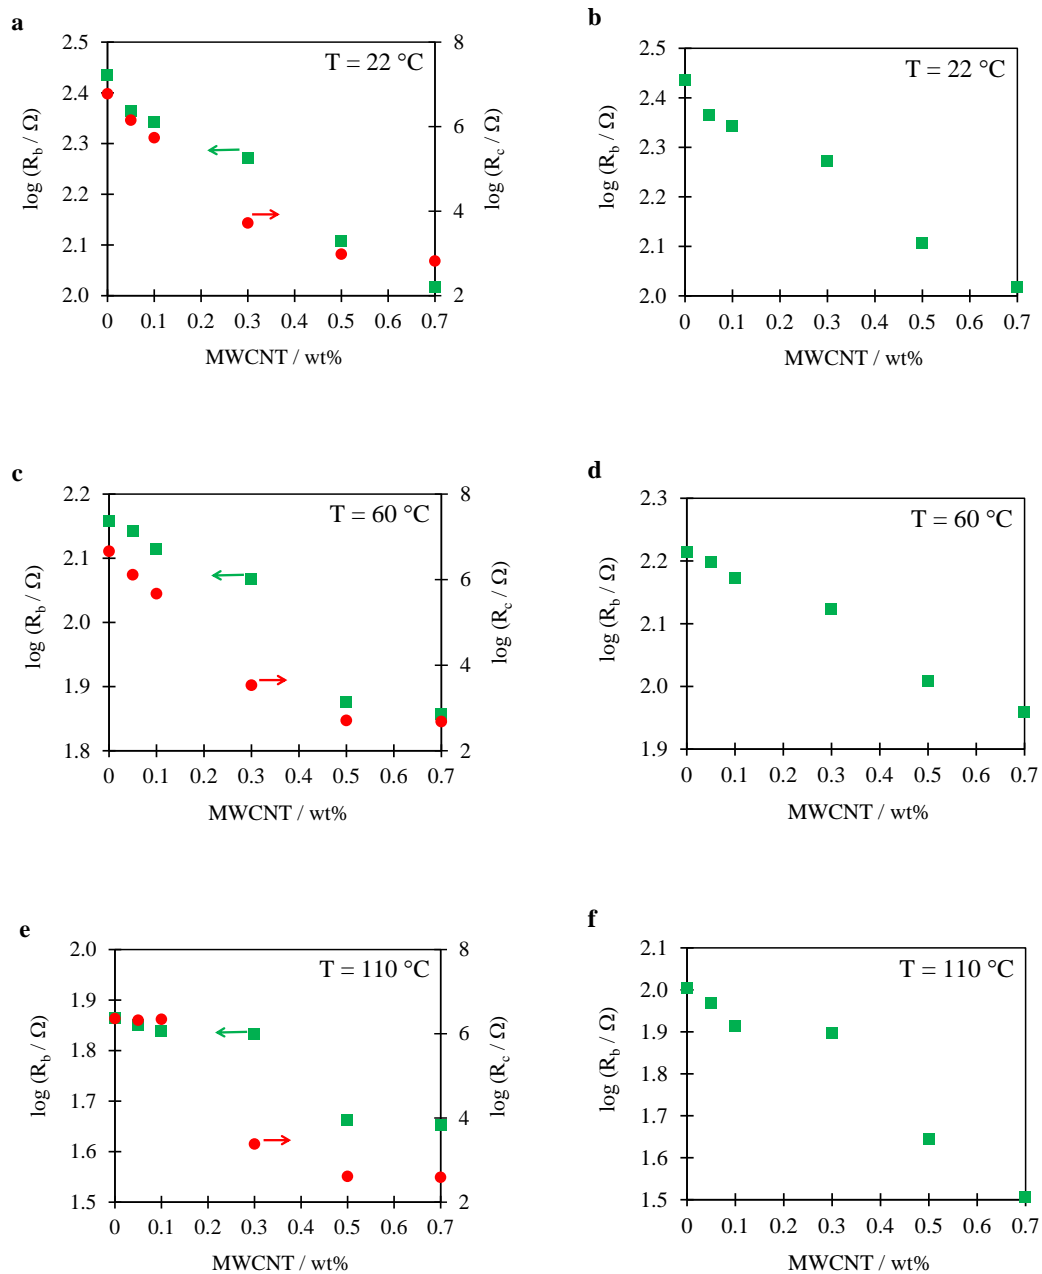 a
T = 22 °C
log (R_b / Ω)
2.5
2.4
2.3
2.2
2.1
2.0
8
6
4
2
log (R_c / Ω)
0 0.1 0.2 0.3 0.4 0.5 0.6 0.7
MWCNT / wt%
b
T = 22 °C
log (R_b / Ω)
2.5
2.4
2.3
2.2
2.1
2.0
0 0.1 0.2 0.3 0.4 0.5 0.6 0.7
MWCNT / wt%
c
T = 60 °C
log (R_b / Ω)
2.2
2.1
2.0
1.9
1.8
8
6
4
2
log (R_c / Ω)
0 0.1 0.2 0.3 0.4 0.5 0.6 0.7
MWCNT / wt%
d
T = 60 °C
log (R_b / Ω)
2.3
2.2
2.1
2.0
1.9
0 0.1 0.2 0.3 0.4 0.5 0.6 0.7
MWCNT / wt%
e
T = 110 °C
log (R_b / Ω)
2.0
1.9
1.8
1.7
1.6
1.5
8
6
4
2
log (R_c / Ω)
0 0.1 0.2 0.3 0.4 0.5 0.6 0.7
MWCNT / wt%
f
T = 110 °C
log (R_b / Ω)
2.1
2.0
1.9
1.8
1.7
1.6
1.5
0 0.1 0.2 0.3 0.4 0.5 0.6 0.7
MWCNT / wt%